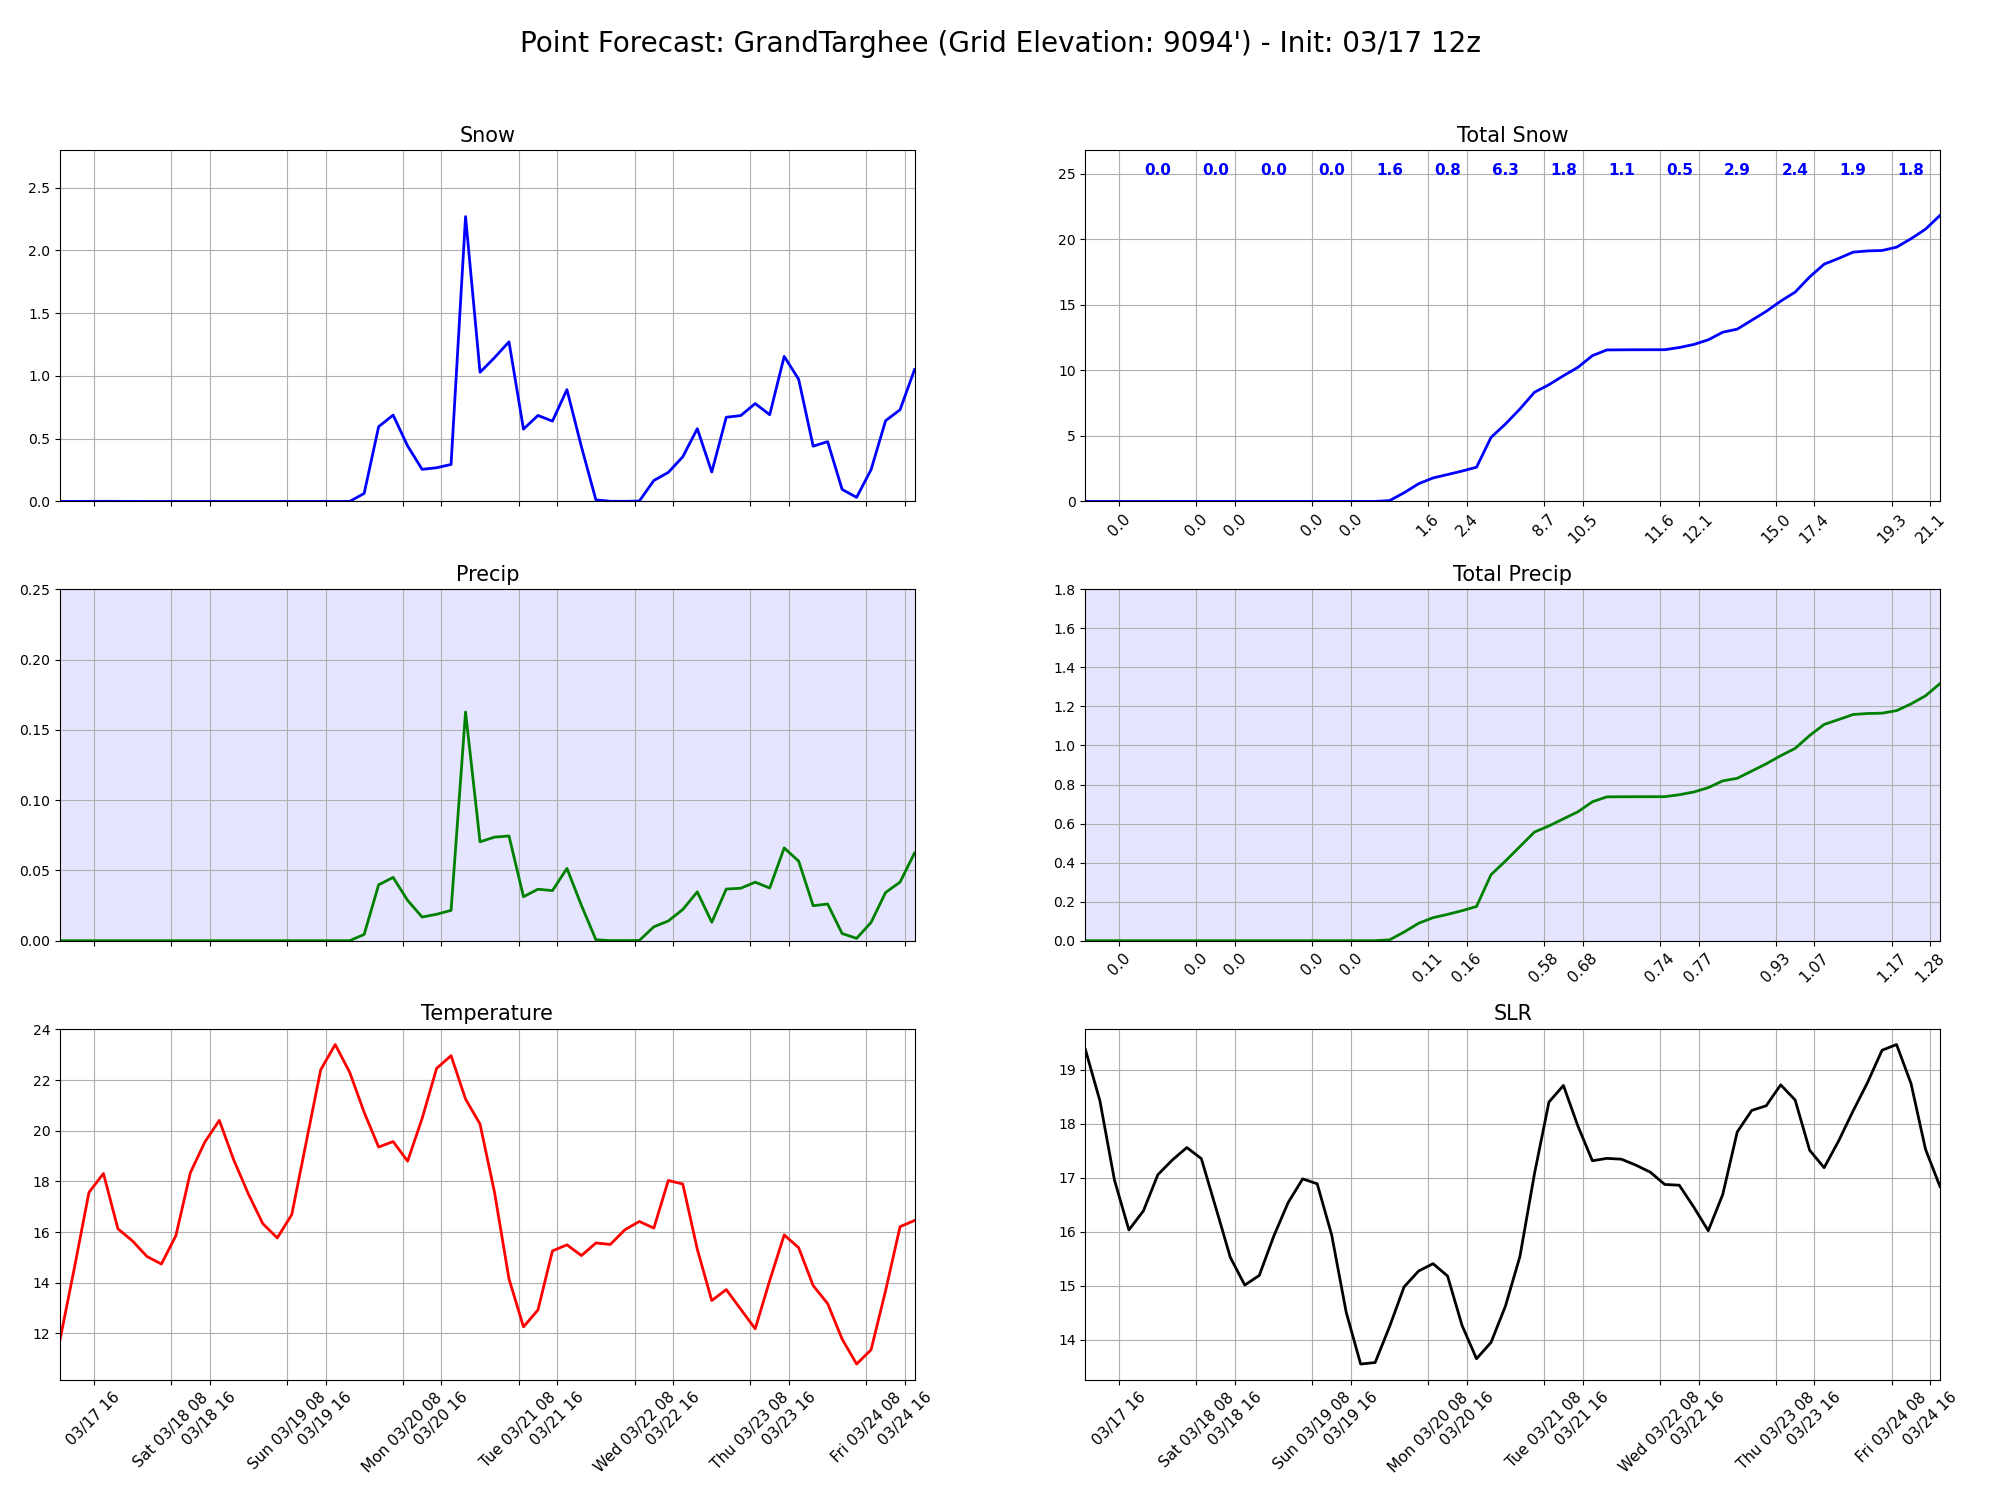 Point Forecast: GrandTarghee (Grid Elevation: 9094') - Init: 03/17 12z
Snow
2.5
2.0
1.5
1.0
0.5
0.0
Total Snow
0.0 0.0 0.0 0.0 1.6 0.8 6.3 1.8 1.1 0.5 2.9 2.4 1.9 1.8
25
20
15
10
5
0
0.0 0.0 0.0 0.0 0.0 1.6 2.4 8.7 10.5 11.6 12.1 15.0 17.4 19.3 21.1
Precip
0.25
0.20
0.15
0.10
0.05
0.00
Total Precip
1.8
1.6
1.4
1.2
1.0
0.8
0.6
0.4
0.2
0.0
0.0 0.0 0.0 0.0 0.0 0.11 0.16 0.58 0.68 0.74 0.77 0.93 1.07 1.17 1.28
Temperature
24
22
20
18
16
14
12
03/17 16
Sat 03/18 08
03/18 16
Sun 03/19 08
03/19 16
Mon 03/20 08
03/20 16
Tue 03/21 08
03/21 16
Wed 03/22 08
03/22 16
Thu 03/23 08
03/23 16
Fri 03/24 08
03/24 16
SLR
19
18
17
16
15
14
03/17 16
Sat 03/18 08
03/18 16
Sun 03/19 08
03/19 16
Mon 03/20 08
03/20 16
Tue 03/21 08
03/21 16
Wed 03/22 08
03/22 16
Thu 03/23 08
03/23 16
Fri 03/24 08
03/24 16